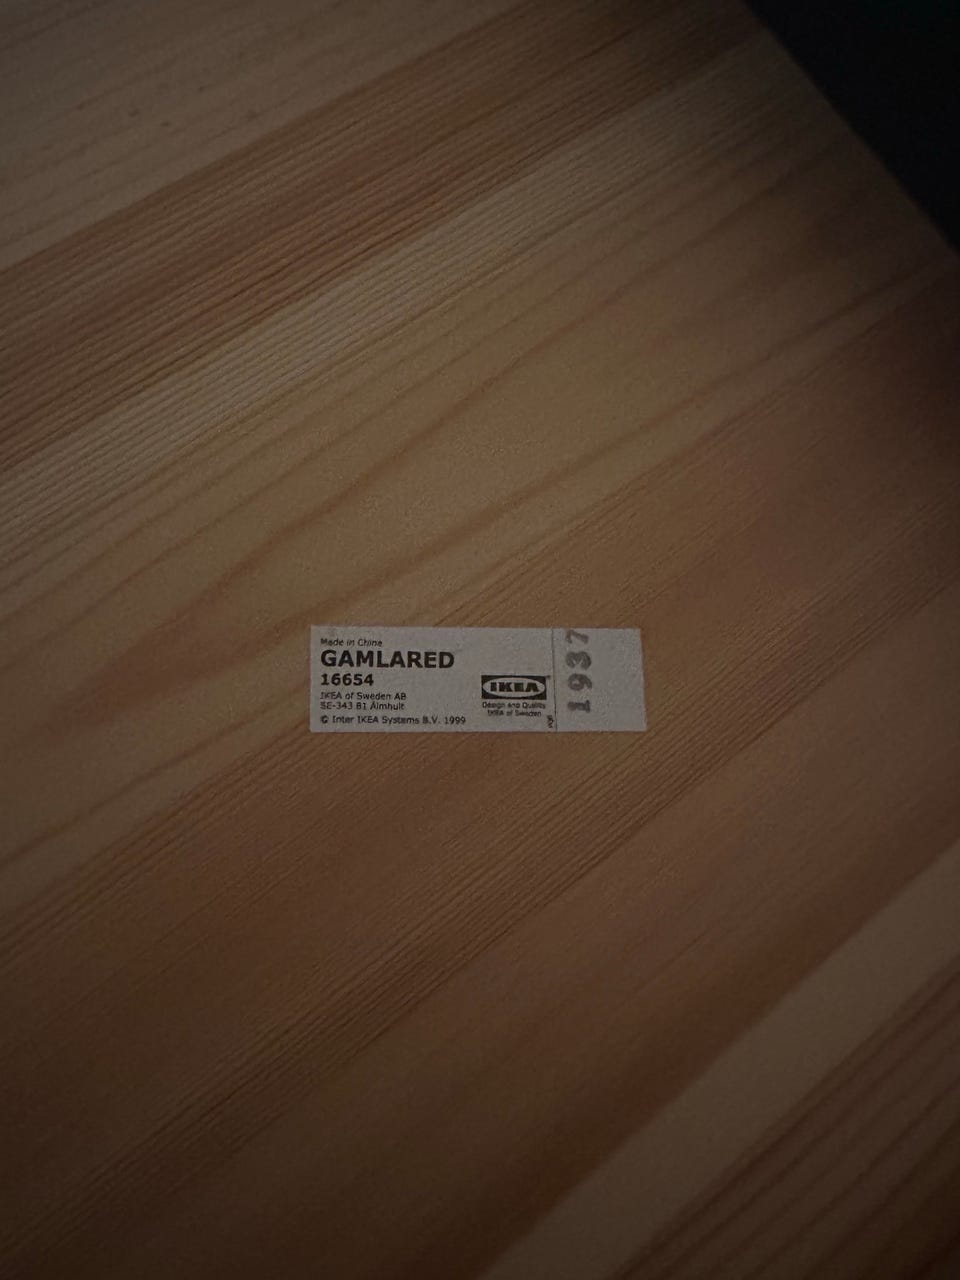 Made in China
GAMLARED
16654
IKEA of Sweden AB
SE-343 81 Älmhult
© Inter IKEA Systems B.V. 1999
IKEA
Design and Quality
IKEA of Sweden
1937